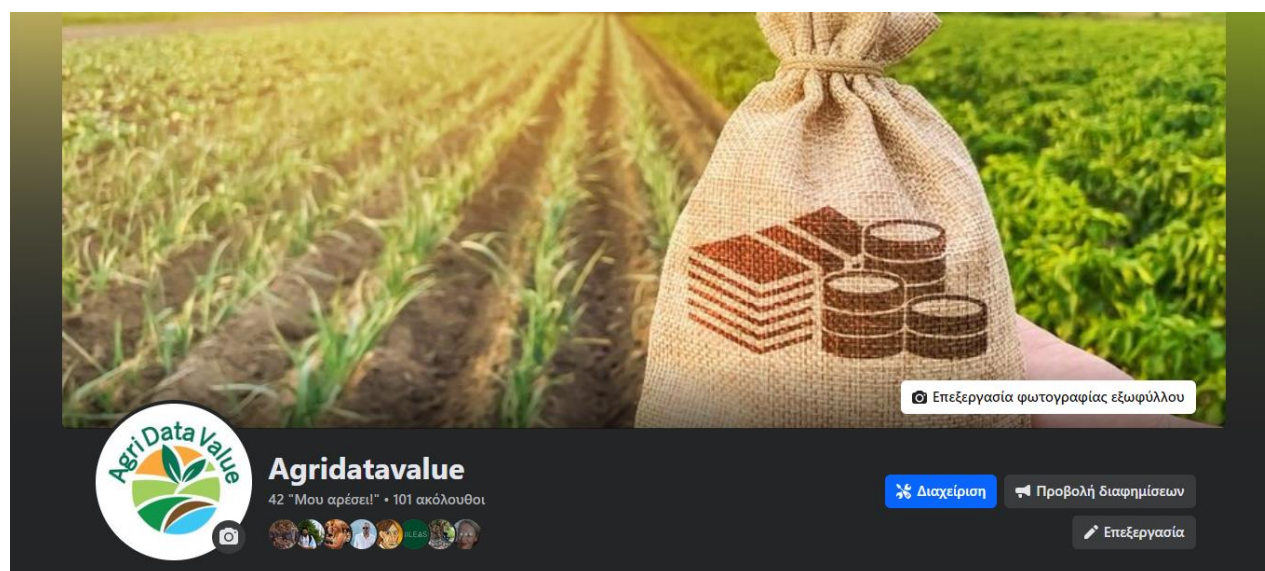 Επεξεργασία φωτογραφίας εξωφύλλου
Agri Data Value
Agridatavalue
42 "Μου αρέσει!" • 101 ακόλουθοι
Διαχείριση
Προβολή διαφημίσεων
Επεξεργασία